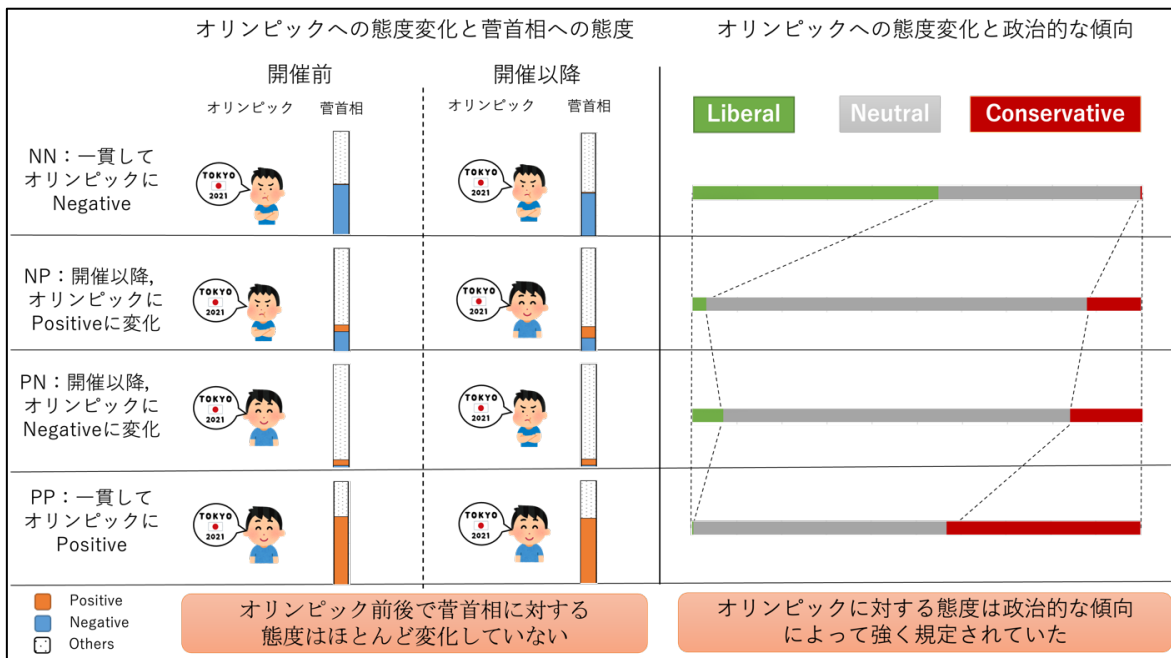 オリンピックへの態度変化と菅首相への態度
オリンピックへの態度変化と政治的な傾向
開催前
開催以降
オリンピック
菅首相
オリンピック
菅首相
Liberal
Neutral
Conservative
NN：一貫して
オリンピックに
Negative
TOKYO
2021
TOKYO
2021
NP：開催以降,
オリンピックに
Positiveに変化
TOKYO
2021
TOKYO
2021
PN：開催以降,
オリンピックに
Negativeに変化
TOKYO
2021
TOKYO
2021
PP：一貫して
オリンピックに
Positive
TOKYO
2021
TOKYO
2021
Positive
Negative
Others
オリンピック前後で菅首相に対する
態度はほとんど変化していない
オリンピックに対する態度は政治的な傾向
によって強く規定されていた